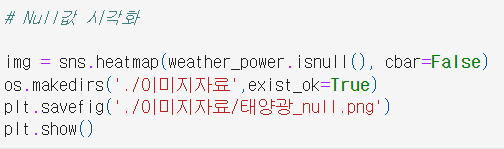 # Null값 시각화
img = sns.heatmap(weather_power.isnull(), cbar=False)
os.makedirs('./이미지자료',exist_ok=True)
plt.savefig('./이미지자료/태양광_null.png')
plt.show()